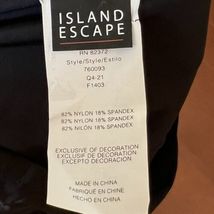 ISLAND
ESCAPE
RN 82372
Style/Style/Estilo
760093
Q4-21
F1403
82% NYLON 18% SPANDEX
82% NYLON 18% SPANDEX
82% NILÓN 18% SPANDEX
EXCLUSIVE OF DECORATION
EXCLUSIF DE DECORATION
EXCEPTO DECORACION
MADE IN CHINA
FABRIQUÉ EN CHINE
HECHO EN CHINA